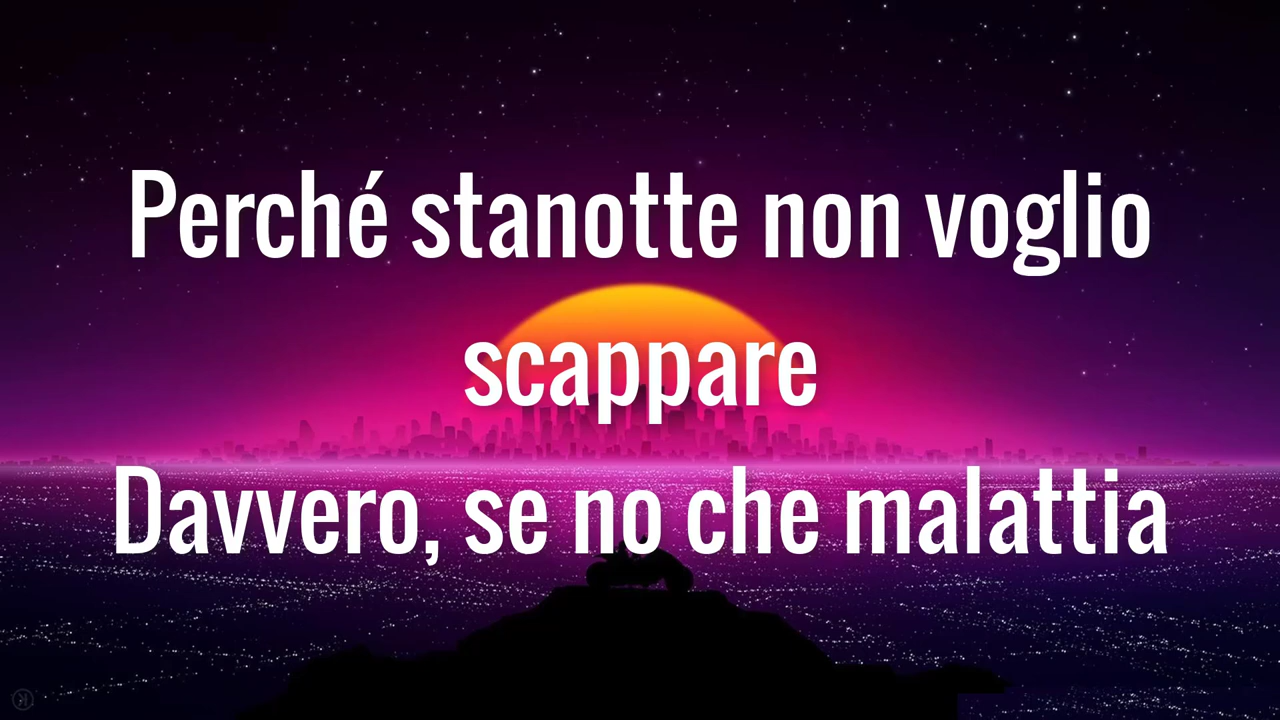 Perché stanotte non voglio
scappare
Davvero, se no che malattia